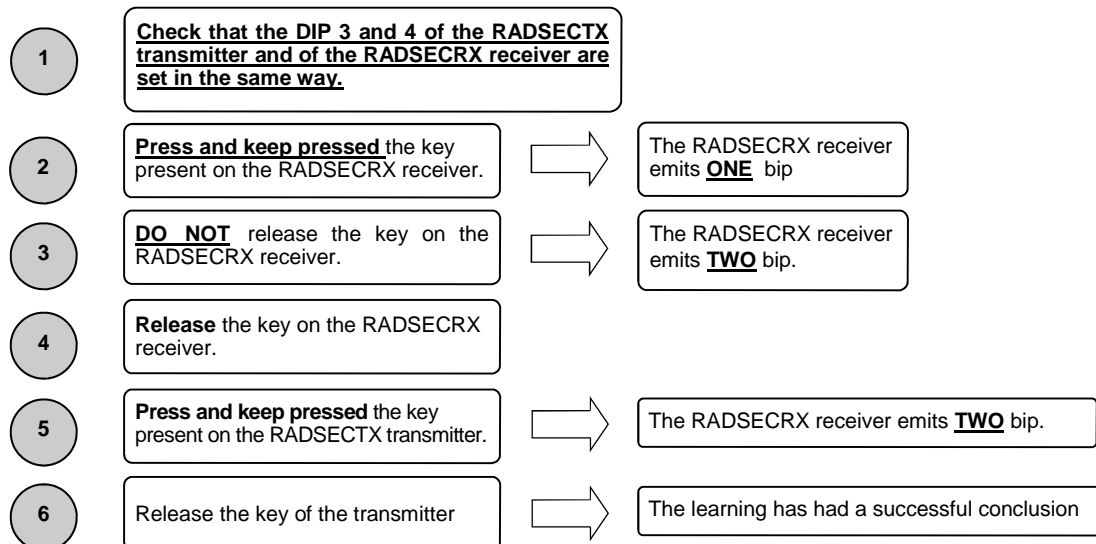 1
Check that the DIP 3 and 4 of the RADSECTX
transmitter and of the RADSECRX receiver are
set in the same way.
2
Press and keep pressed the key
present on the RADSECRX receiver.
The RADSECRX receiver
emits ONE bip
3
DO NOT release the key on the
RADSECRX receiver.
The RADSECRX receiver
emits TWO bip.
4
Release the key on the RADSECRX
receiver.
5
Press and keep pressed the key
present on the RADSECTX transmitter.
The RADSECRX receiver emits TWO bip.
6
Release the key of the transmitter
The learning has had a successful conclusion